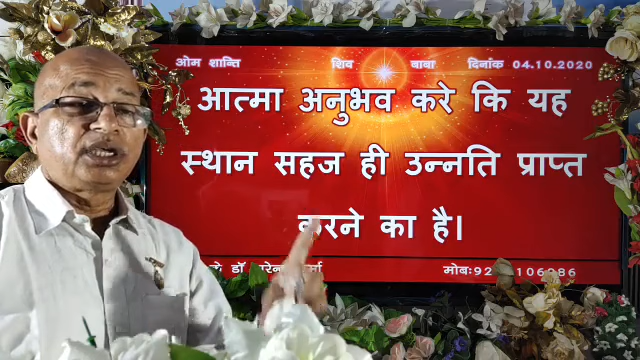 ओम शान्ति शिव बाबा दिनाँक 04.10.2020
आत्मा अनुभव करे कि यह
स्थान सहज ही उन्नति प्राप्त
करने का है।
डॉ